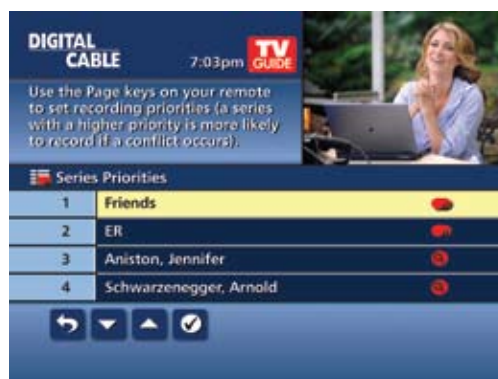 DIGITAL
CABLE
7:03pm
TV
GUIDE
Use the Page keys on your remote
to set recording priorities (a series
with a higher priority is more likely
to record if a conflict occurs).
Series Priorities
1 Friends
2 ER
3 Aniston, Jennifer
4 Schwarzenegger, Arnold